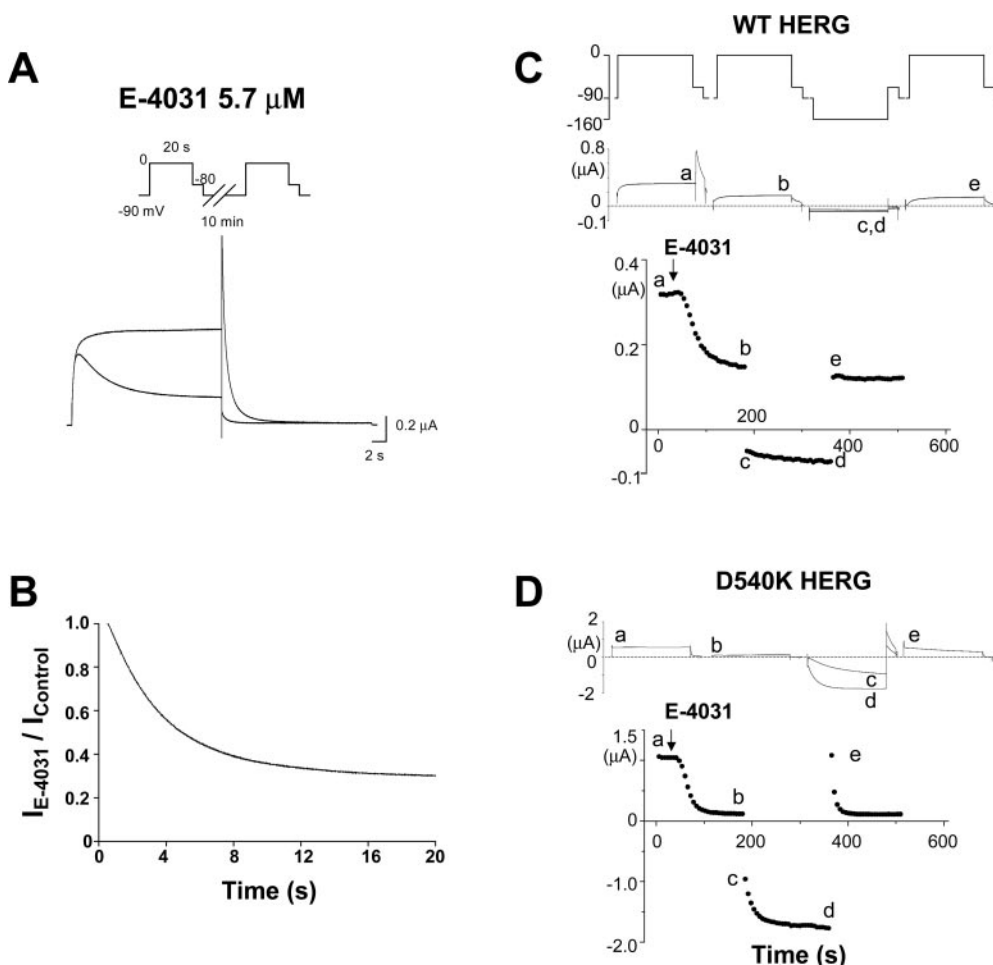 A
E-4031 5.7 μM
0
20 s
-80
-90 mV
10 min
0.2 μA
2 s
B
I E-4031 / I Control
1.0
0.8
0.6
0.4
0.2
0
0 4 8 12 16 20
Time (s)
WT HERG
C
0
-90
-160
0.8
(μA)
0
-0.1
a
b
c,d
e
E-4031
0.4
(μA)
0.2
0
-0.1
a
b
c
d
e
0 200 400 600
D540K HERG
D
2
(μA)
0
-2
a
b
c
d
e
E-4031
1.5
(μA)
0
-1.0
-2.0
a
b
c
d
e
0 200 400 600
Time (s)